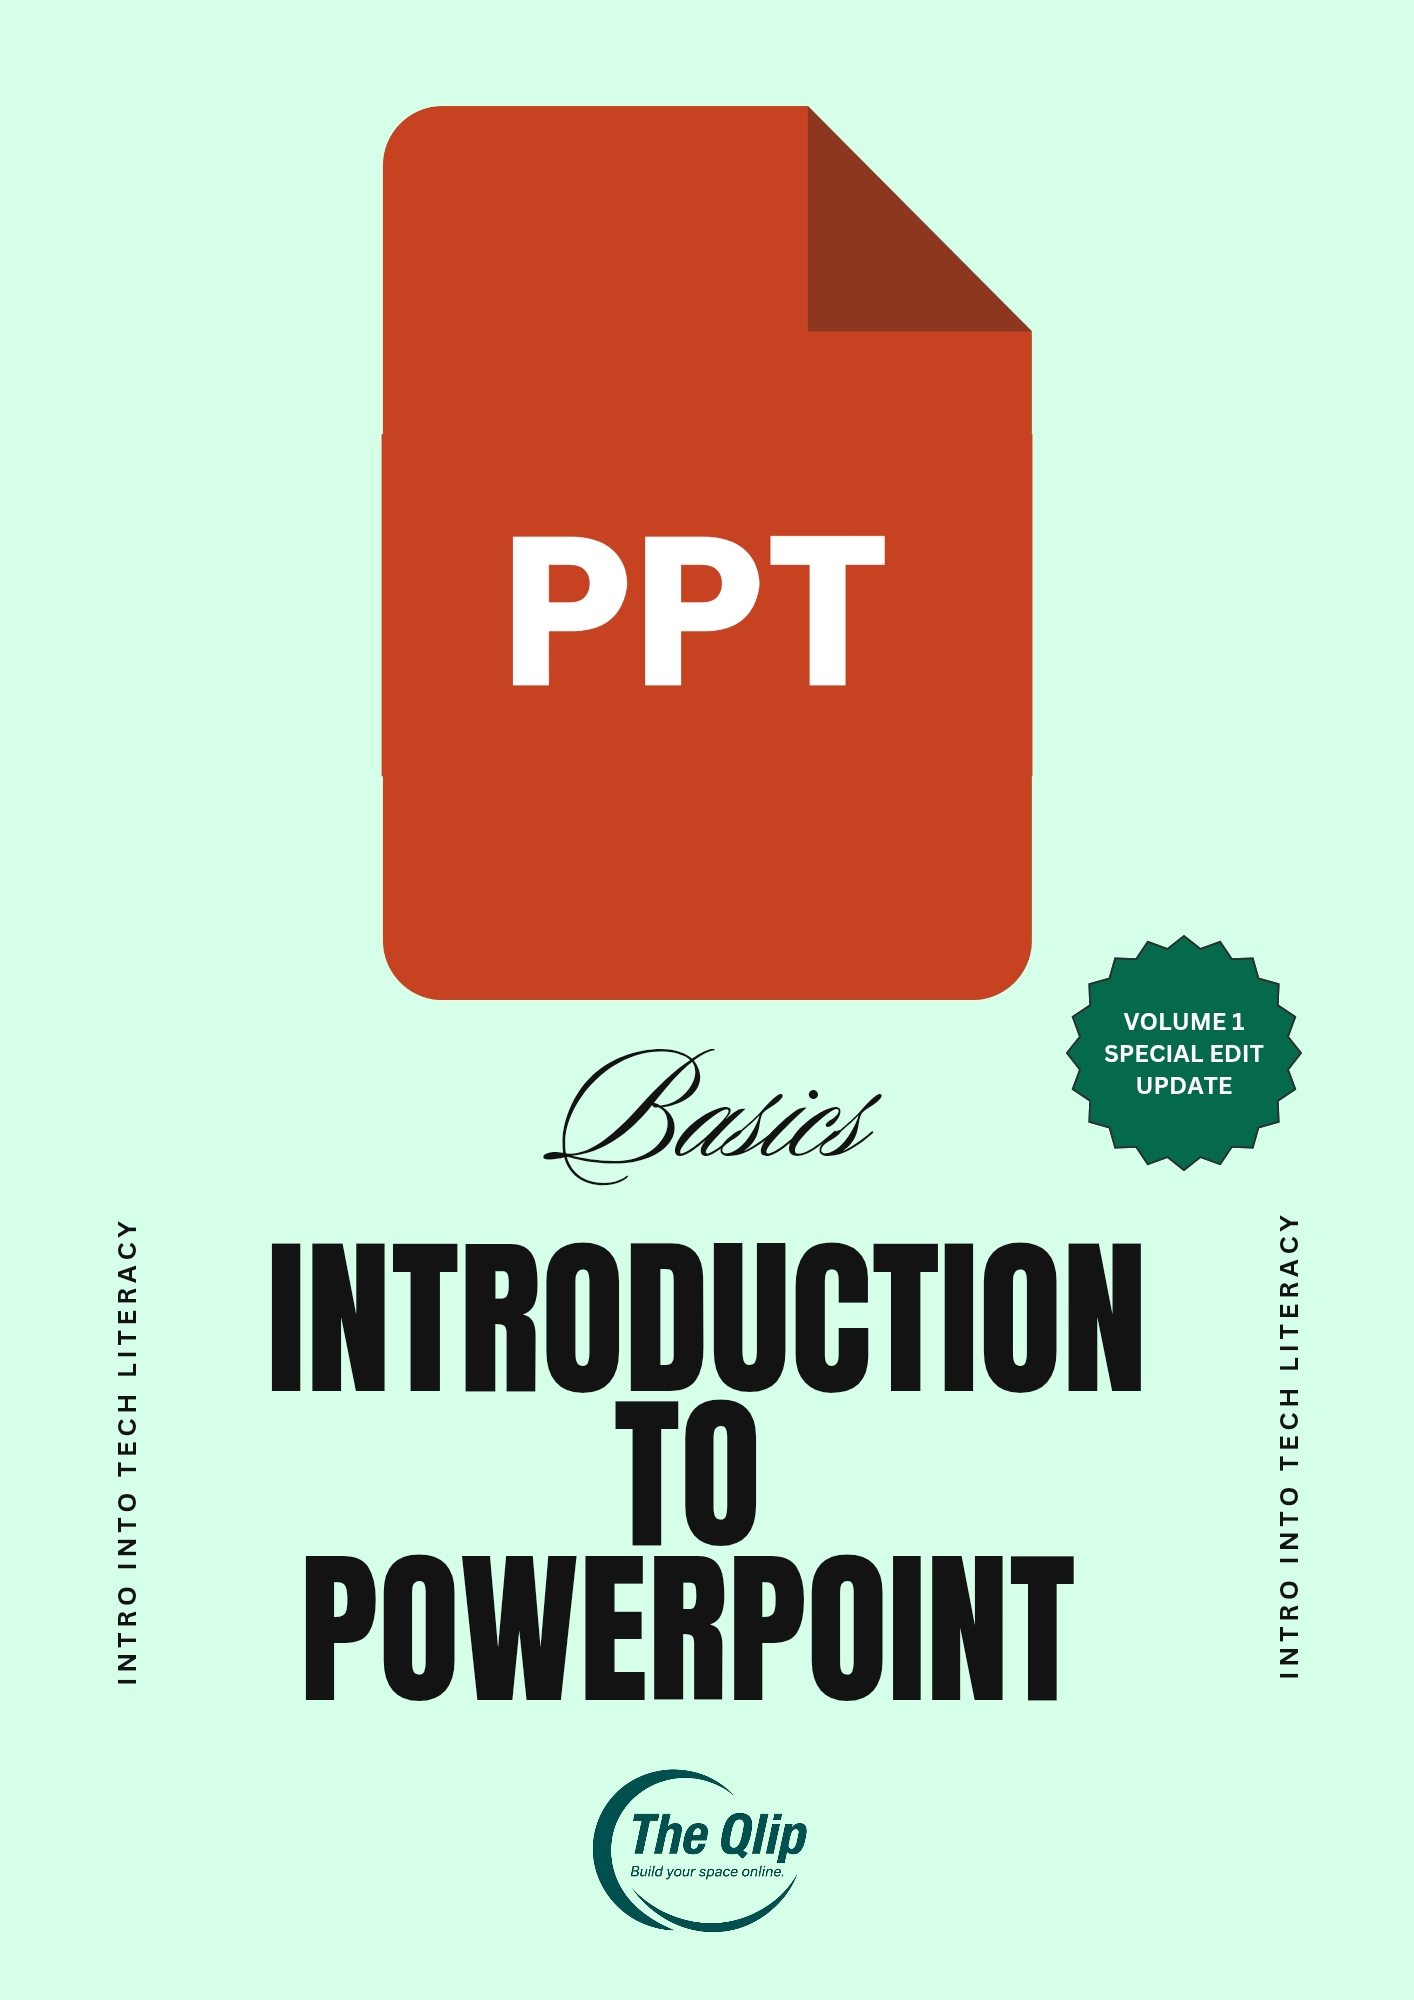 PPT
VOLUME 1
SPECIAL EDIT
UPDATE
Basics
INTRO INTO TECH LITERACY
INTRODUCTION
TO
POWERPOINT
INTRO INTO TECH LITERACY
The Qlip
Build your space online.